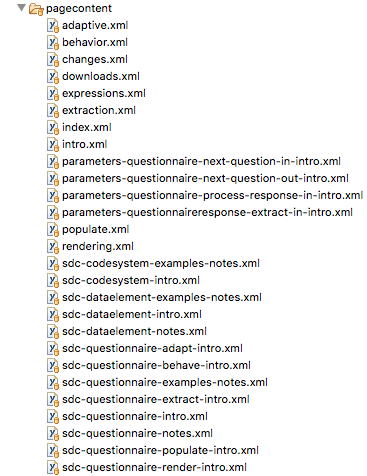 pagecontent
adaptive.xml
behavior.xml
changes.xml
downloads.xml
expressions.xml
extraction.xml
index.xml
intro.xml
parameters-questionnaire-next-question-in-intro.xml
parameters-questionnaire-next-question-out-intro.xml
parameters-questionnaire-process-response-in-intro.xml
parameters-questionnaireresponse-extract-in-intro.xml
populate.xml
rendering.xml
sdc-codesystem-examples-notes.xml
sdc-codesystem-intro.xml
sdc-dataelement-examples-notes.xml
sdc-dataelement-intro.xml
sdc-dataelement-notes.xml
sdc-questionnaire-adapt-intro.xml
sdc-questionnaire-behave-intro.xml
sdc-questionnaire-examples-notes.xml
sdc-questionnaire-extract-intro.xml
sdc-questionnaire-intro.xml
sdc-questionnaire-notes.xml
sdc-questionnaire-populate-intro.xml
sdc-questionnaire-render-intro.xml